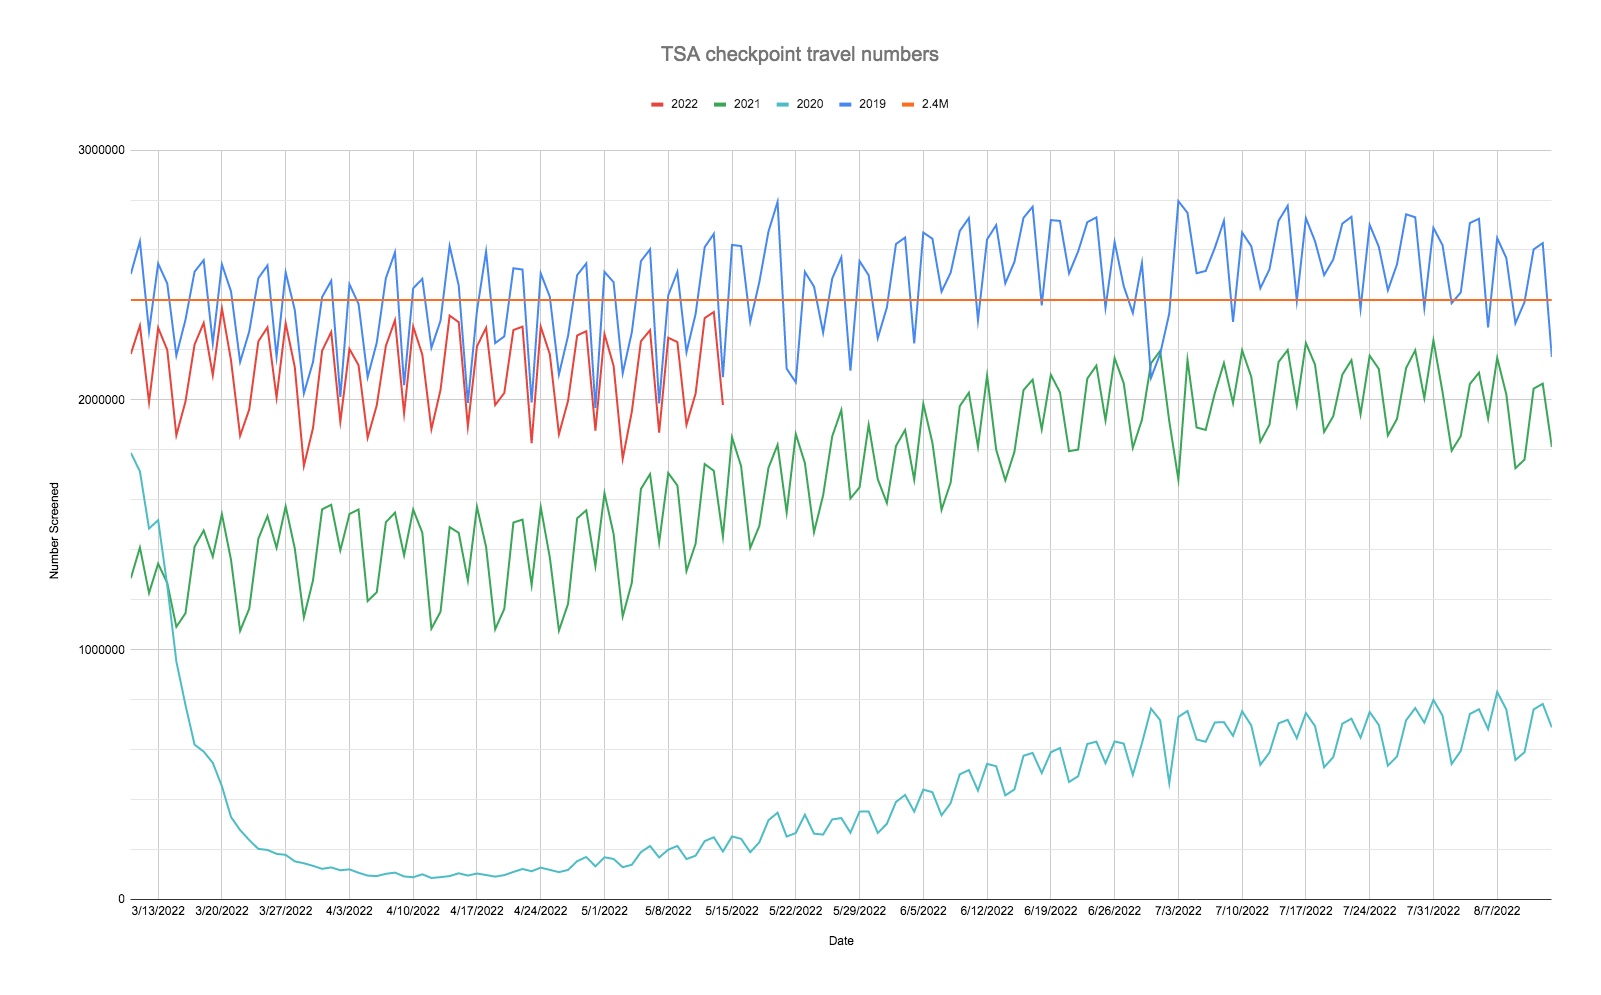 TSA checkpoint travel numbers
2022 2021 2020 2019 2.4M
3000000
2000000
1000000
0
Number Screened
3/13/2022 3/20/2022 3/27/2022 4/3/2022 4/10/2022 4/17/2022 4/24/2022 5/1/2022 5/8/2022 5/15/2022 5/22/2022 5/29/2022 6/5/2022 6/12/2022 6/19/2022 6/26/2022 7/3/2022 7/10/2022 7/17/2022 7/24/2022 7/31/2022 8/7/2022
Date